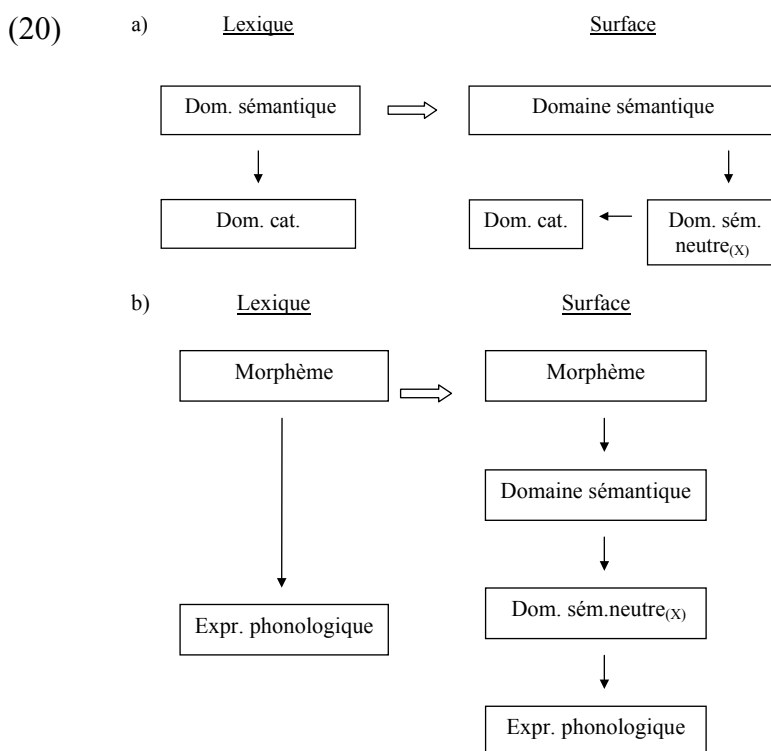 (20) a) Lexique Surface
Dom. sémantique Domaine sémantique
Dom. cat. Dom. cat. Dom. sém.
neutre(X)
b) Lexique Surface
Morphème Morphème
Domaine sémantique
Dom. sém.neutre(X)
Expr. phonologique
Expr. phonologique